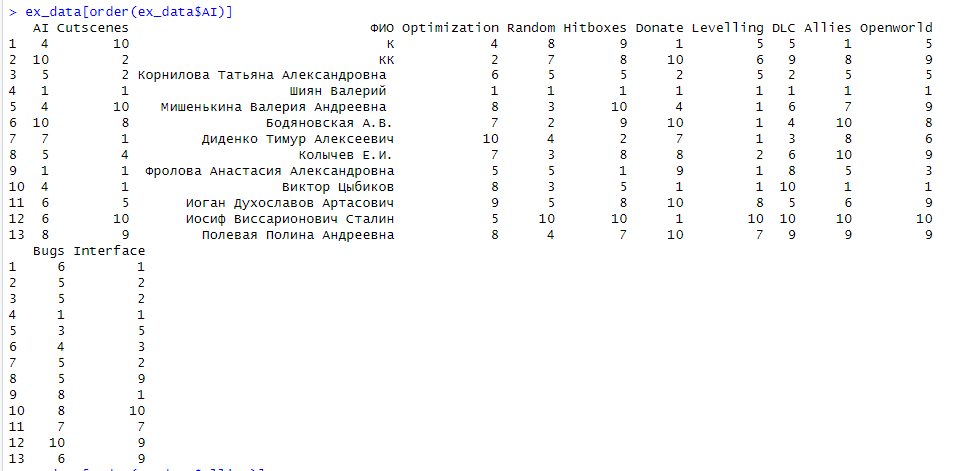 > ex_data[order(ex_data$AI)]
AI Cutscenes ФИО Optimization Random Hitboxes Donate Levelling DLC Allies Openworld
1 4 10 К 4 8 9 1 5 5 1 5
2 10 2 КК 2 7 8 10 6 9 8 9
3 5 2 Корнилова Татьяна Александровна 6 5 5 2 5 2 5 5
4 1 1 Шиян Валерий 1 1 1 1 1 1 1 1
5 4 10 Мишенькина Валерия Андреевна 8 3 10 4 1 6 7 9
6 10 8 Бодяновская А.В. 7 2 9 10 1 4 10 8
7 7 1 Диденко Тимур Алексеевич 10 4 2 7 1 3 8 6
8 5 4 Колычев Е.И. 7 3 8 8 2 6 10 9
9 1 1 Фролова Анастасия Александровна 5 5 1 9 1 8 5 3
10 4 1 Виктор Цыбиков 8 3 5 1 1 10 1 1
11 6 5 Иоган Духославов Артасович 9 5 8 10 8 5 6 9
12 6 10 Иосиф Виссарионович Сталин 5 10 10 1 10 10 10 10
13 8 9 Полевая Полина Андреевна 8 4 7 10 7 9 9 9
Bugs Interface
1 6 1
2 5 2
3 5 2
4 1 1
5 3 5
6 4 3
7 5 2
8 5 9
9 8 1
10 8 10
11 7 7
12 10 9
13 6 9